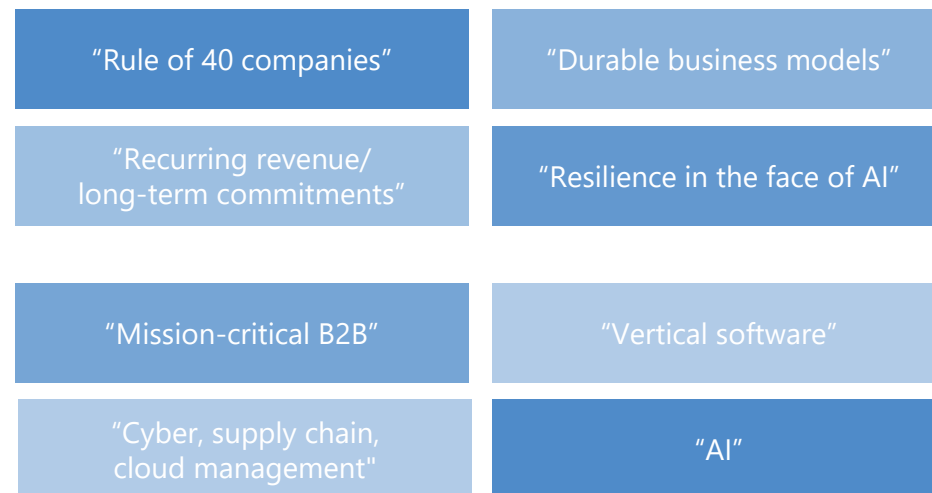 “Rule of 40 companies”
“Durable business models”
“Recurring revenue/
long-term commitments”
“Resilience in the face of AI”
“Mission-critical B2B”
“Vertical software”
“Cyber, supply chain,
cloud management"
“AI”